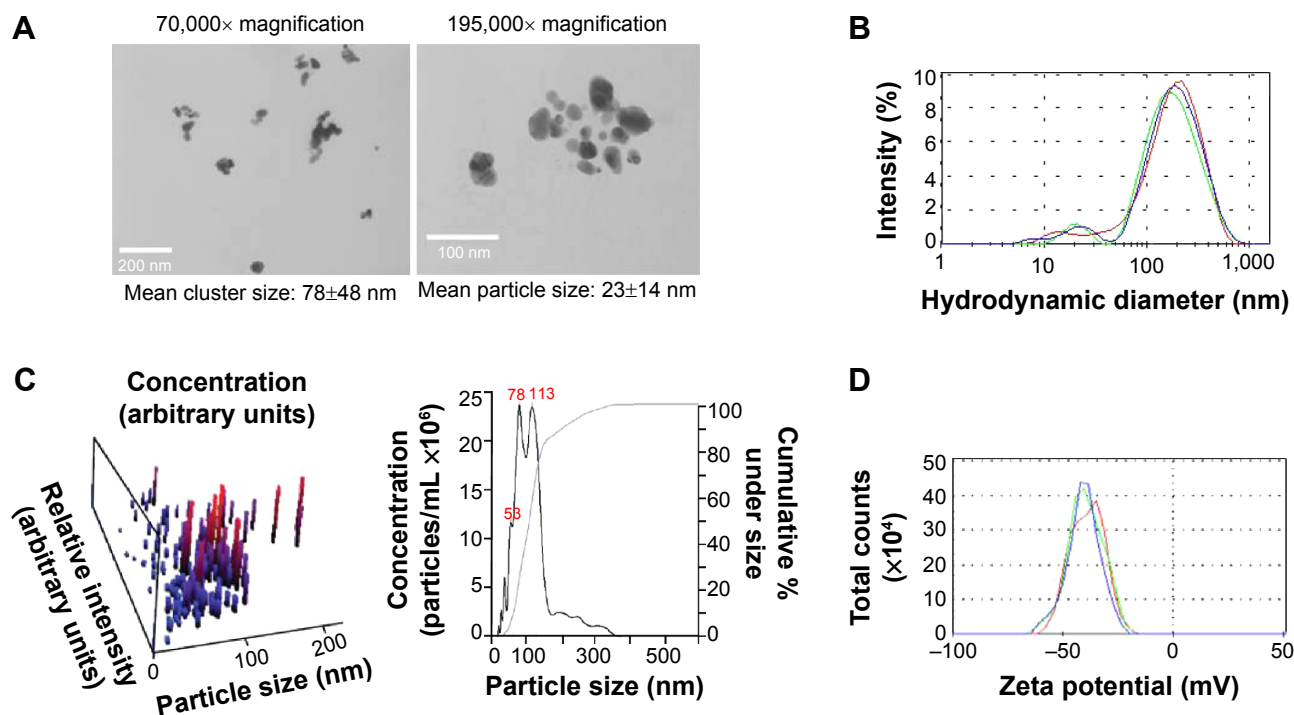 A
70,000× magnification
195,000× magnification
200 nm
100 nm
Mean cluster size: 78±48 nm
Mean particle size: 23±14 nm
B
Intensity (%)
10
8
6
4
2
0
1
10
100
1,000
Hydrodynamic diameter (nm)
C
Concentration
(arbitrary units)
Relative intensity
(arbitrary units)
0
100
200
Particle size (nm)
Concentration
(particles/mL ×10⁶)
25
20
15
10
5
0
78
113
53
100
80
60
40
20
0
Cumulative %
under size
0
100
300
500
Particle size (nm)
D
Total counts
(×10⁴)
50
40
30
20
10
0
–100
–50
0
50
Zeta potential (mV)